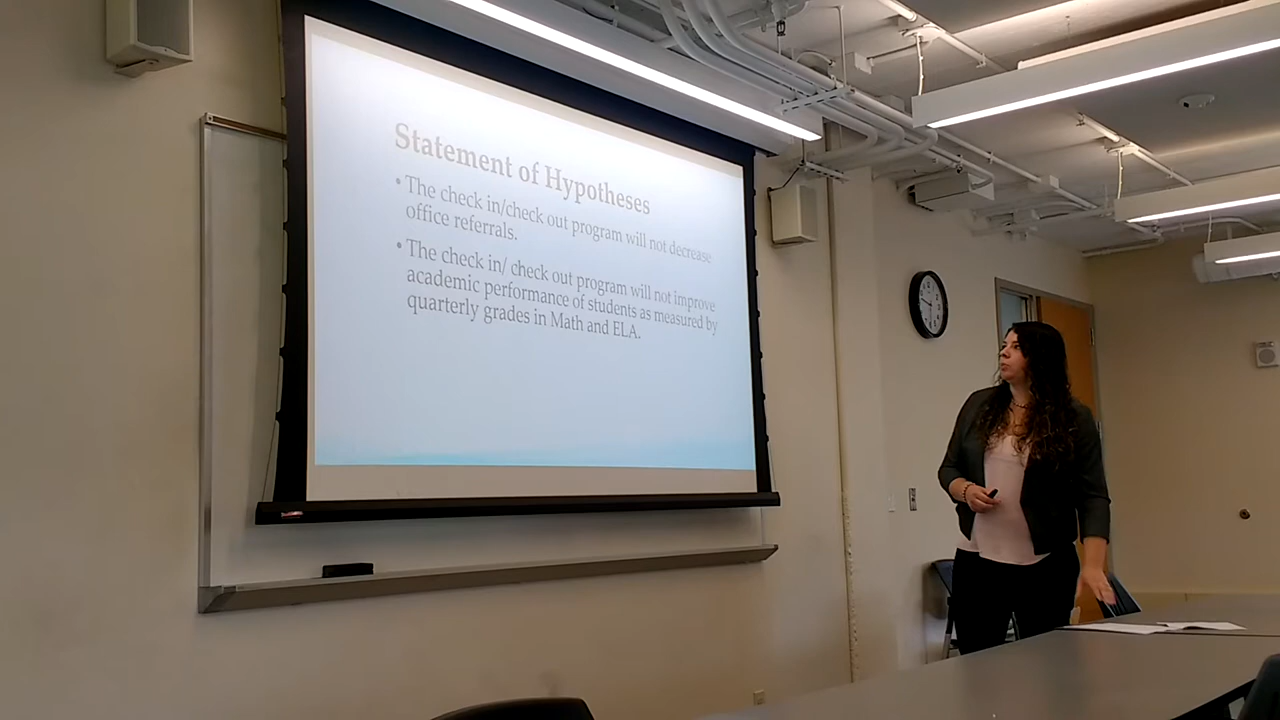 Statement of Hypotheses
• The check in/check out program will not decrease
office referrals.
• The check in/ check out program will not improve
academic performance of students as measured by
quarterly grades in Math and ELA.